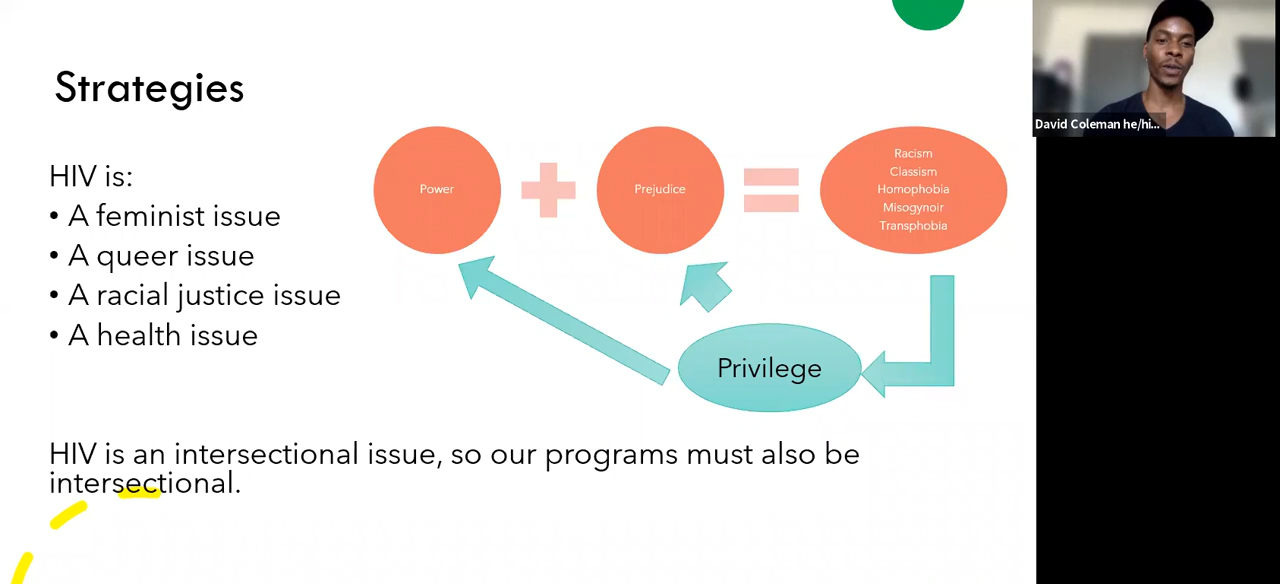 Strategies
HIV is:
• A feminist issue
• A queer issue
• A racial justice issue
• A health issue
Power
Prejudice
Racism
Classism
Homophobia
Misogynoir
Transphobia
Privilege
HIV is an intersectional issue, so our programs must also be
intersectional.
David Coleman he/hi...